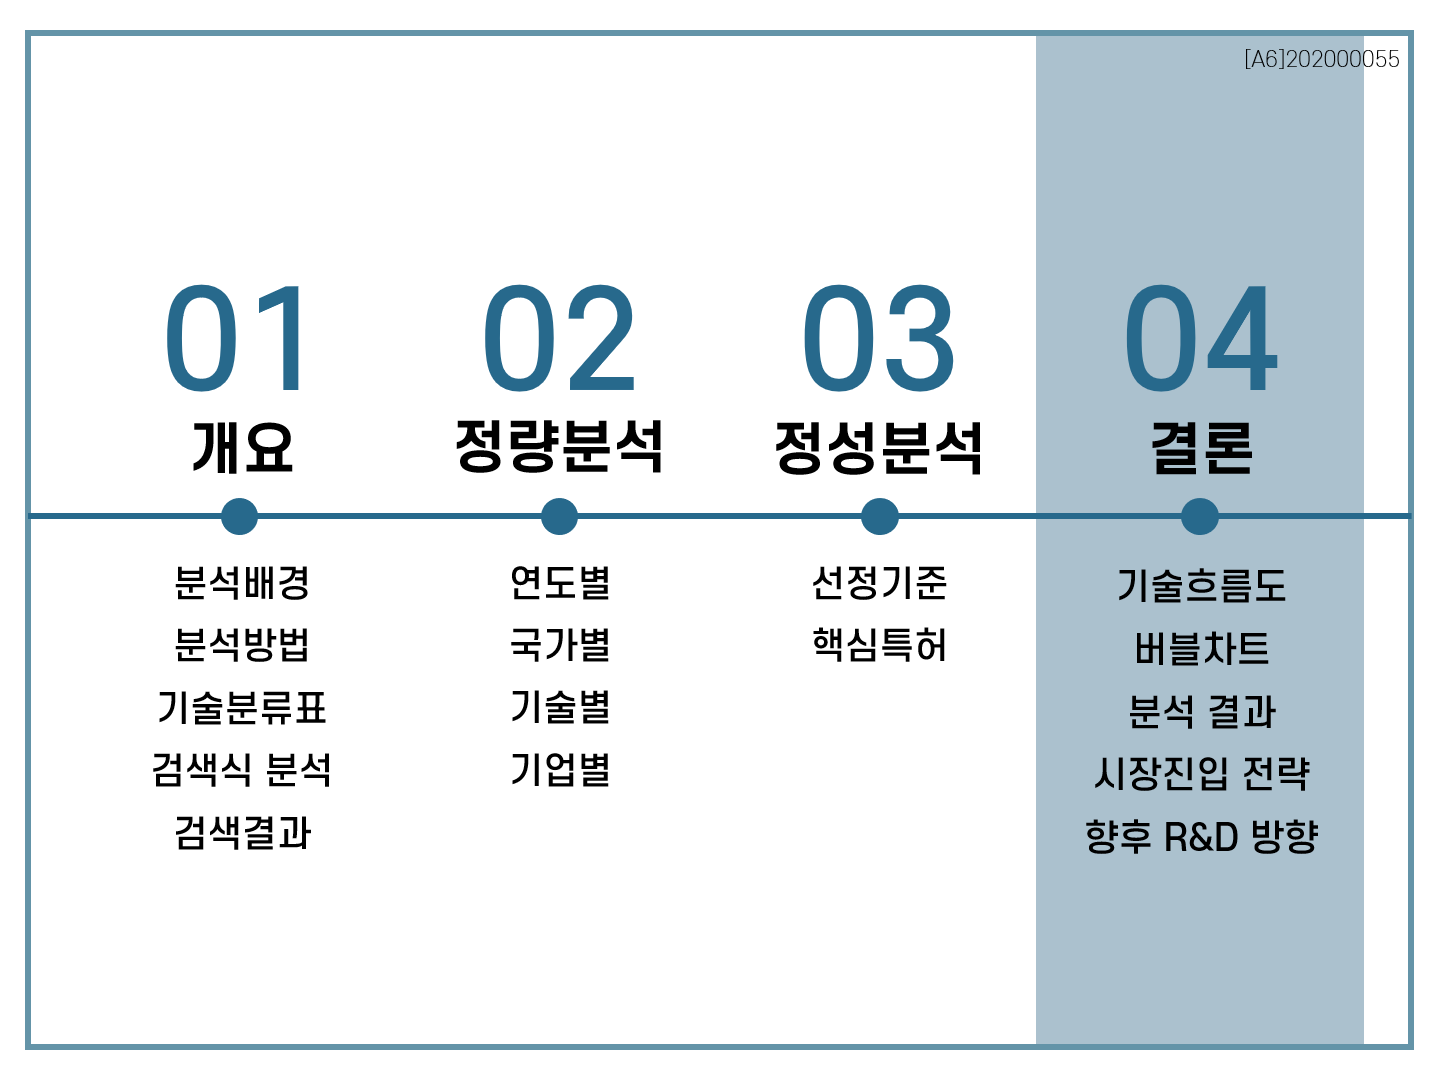 [A6]202000055
01
개요
분석배경
분석방법
기술분류표
검색식 분석
검색결과
02
정량분석
연도별
국가별
기술별
기업별
03
정성분석
선정기준
핵심특허
04
결론
기술흐름도
버블차트
분석 결과
시장진입 전략
향후 R&D 방향